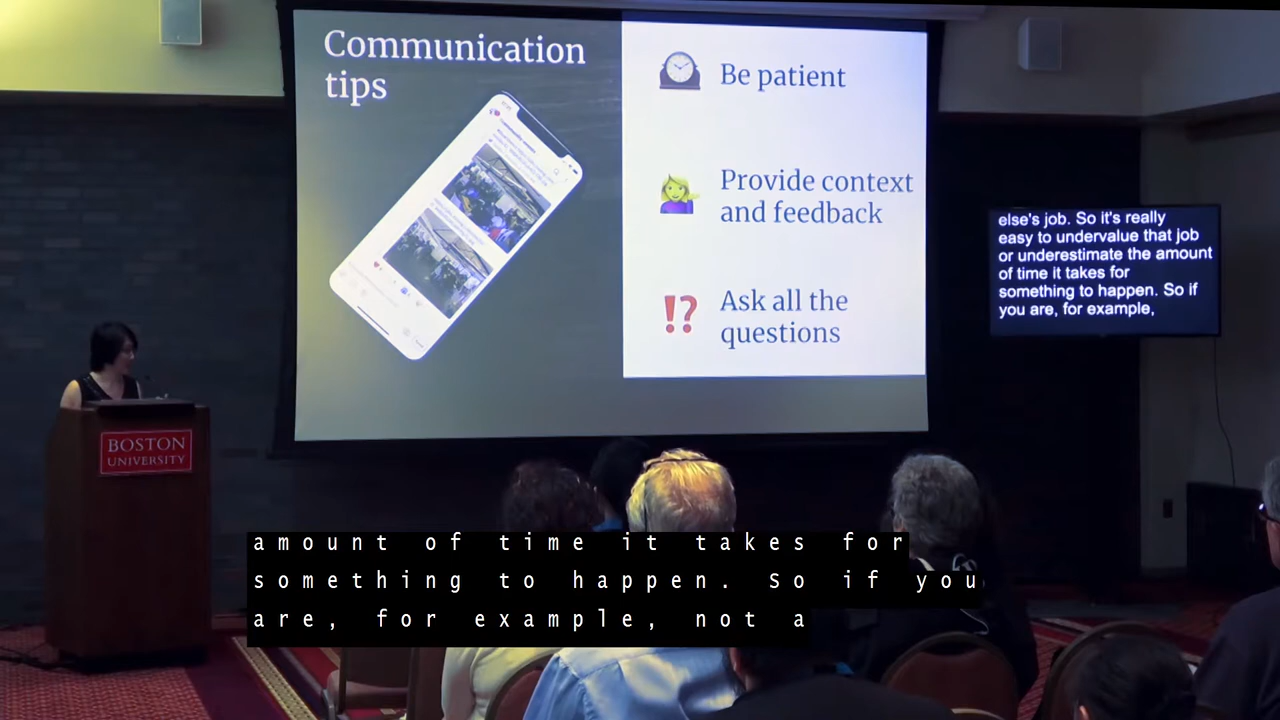 Communication
tips
Be patient
Provide context
and feedback
Ask all the
questions
else's job. So it's really
easy to undervalue that job
or underestimate the amount
of time it takes for
something to happen. So if
you are, for example,
BOSTON
UNIVERSITY
amount of time it takes for
something to happen. So if you
are, for example, not a